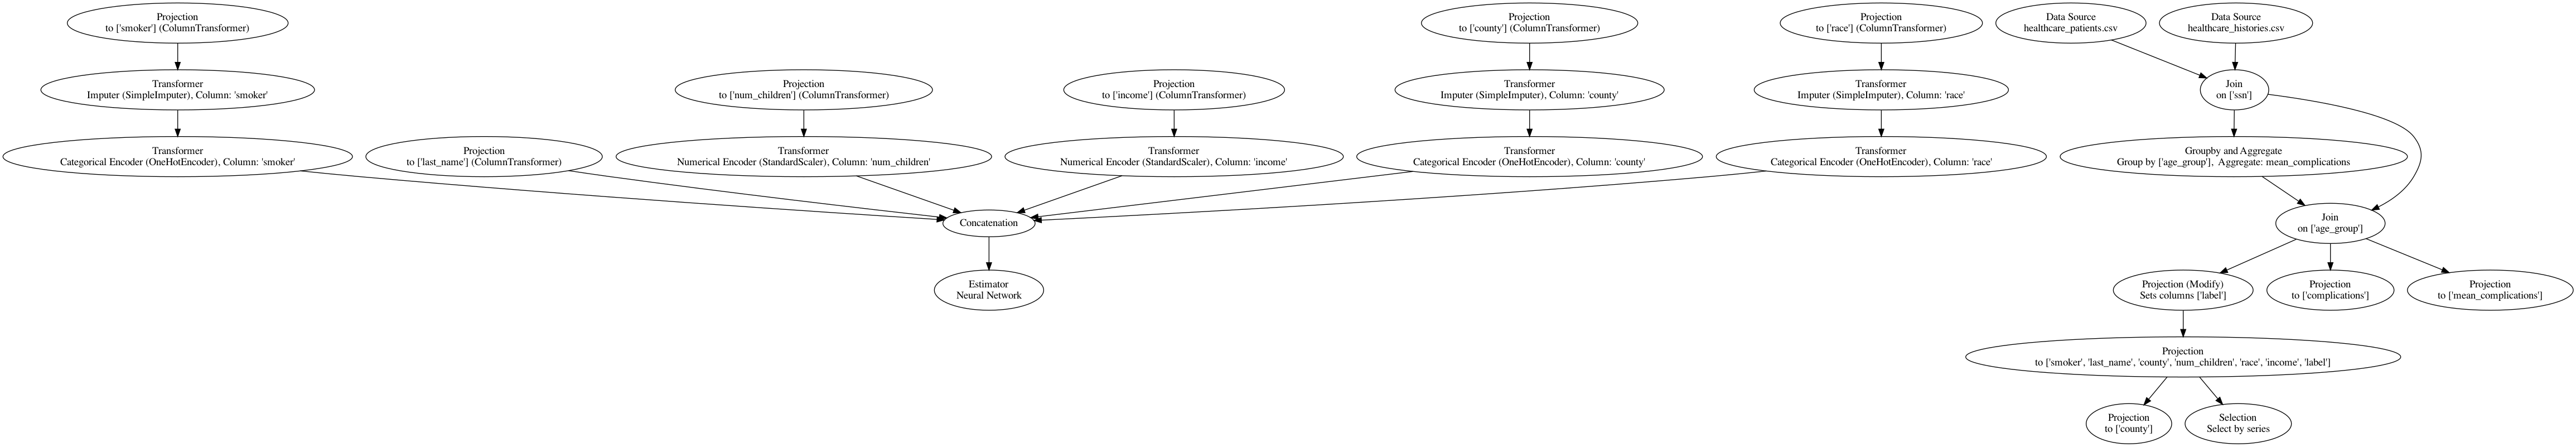 Projection
to ['smoker'] (ColumnTransformer)
Projection
to ['county'] (ColumnTransformer)
Projection
to ['race'] (ColumnTransformer)
Data Source
healthcare_patients.csv
Data Source
healthcare_histories.csv
Transformer
Imputer (SimpleImputer), Column: 'smoker'
Projection
to ['num_children'] (ColumnTransformer)
Projection
to ['income'] (ColumnTransformer)
Transformer
Imputer (SimpleImputer), Column: 'county'
Transformer
Imputer (SimpleImputer), Column: 'race'
Join
on ['ssn']
Transformer
Categorical Encoder (OneHotEncoder), Column: 'smoker'
Projection
to ['last_name'] (ColumnTransformer)
Transformer
Numerical Encoder (StandardScaler), Column: 'num_children'
Transformer
Numerical Encoder (StandardScaler), Column: 'income'
Transformer
Categorical Encoder (OneHotEncoder), Column: 'county'
Transformer
Categorical Encoder (OneHotEncoder), Column: 'race'
Groupby and Aggregate
Group by ['age_group'], Aggregate: mean_complications
Concatenation
Join
on ['age_group']
Estimator
Neural Network
Projection (Modify)
Sets columns ['label']
Projection
to ['complications']
Projection
to ['mean_complications']
Projection
to ['smoker', 'last_name', 'county', 'num_children', 'race', 'income', 'label']
Projection
to ['county']
Selection
Select by series